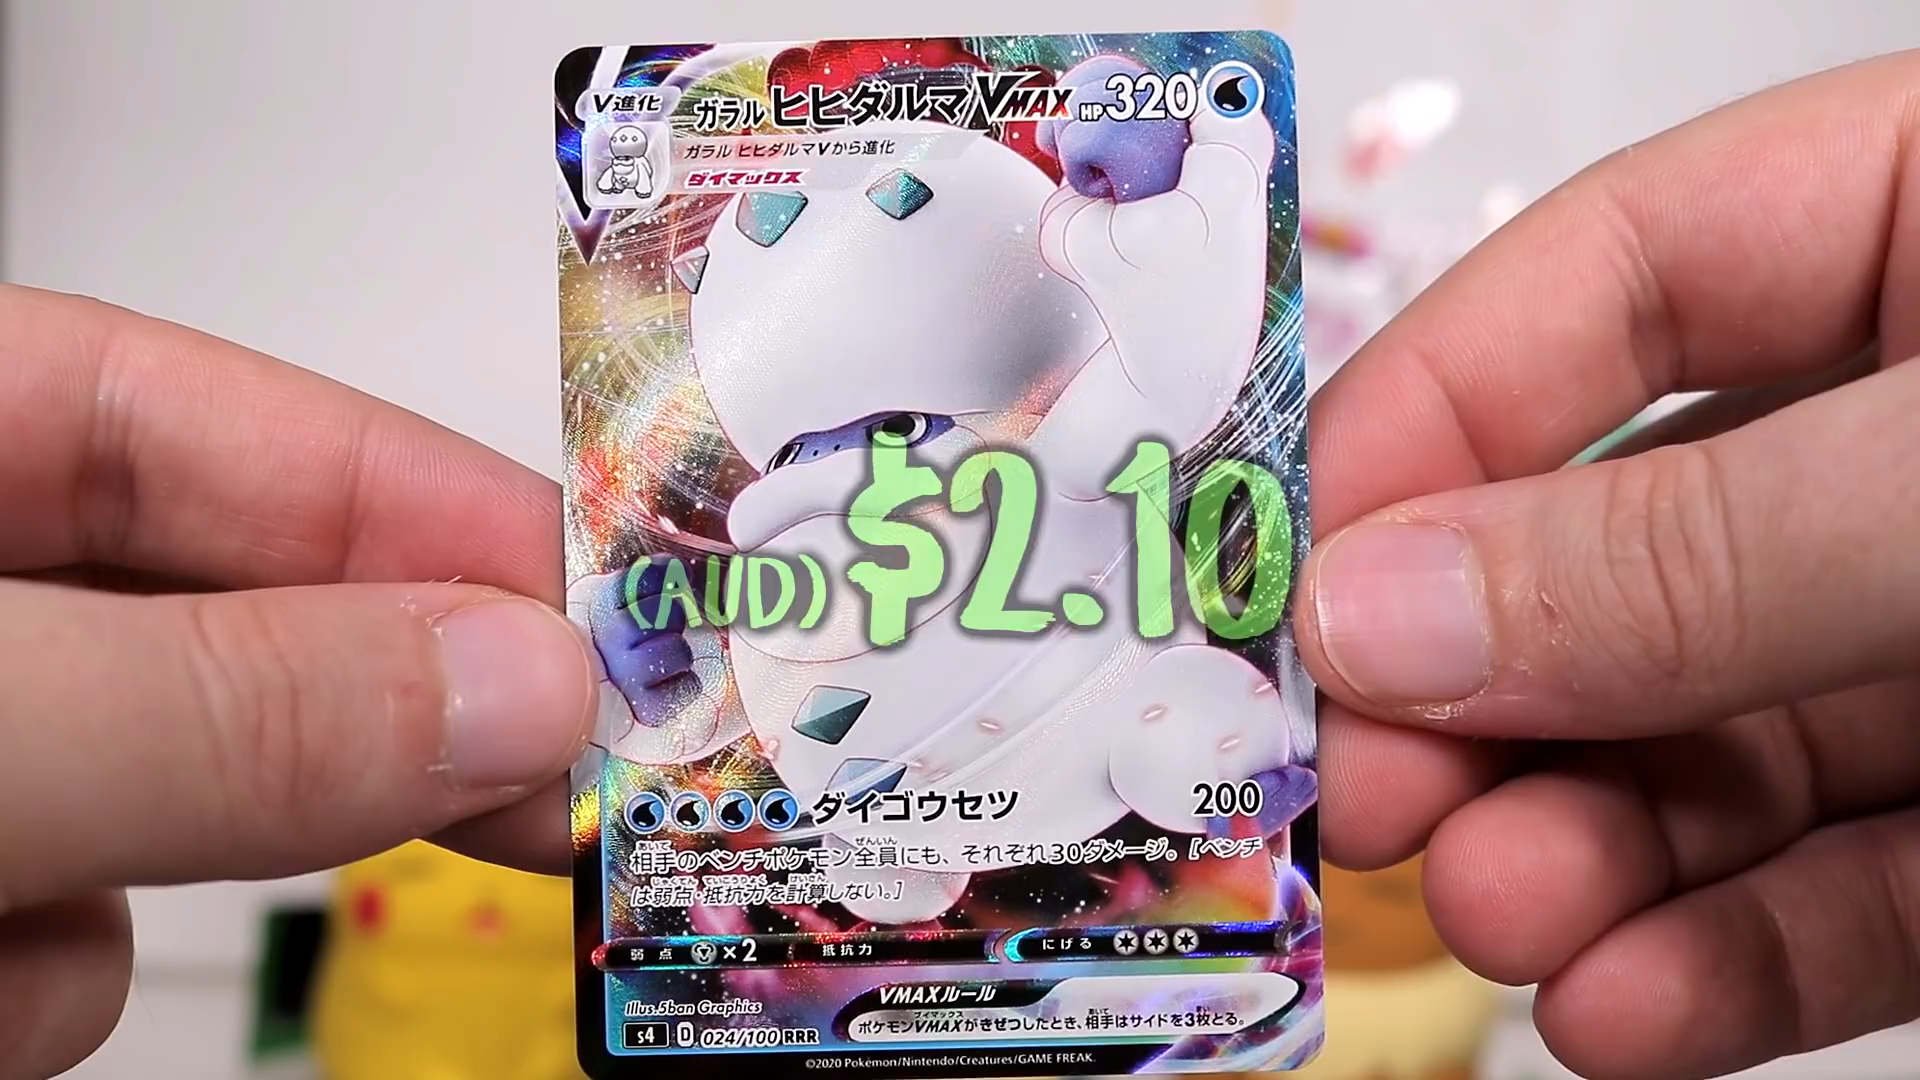 V進化
ガラル ヒヒダルマVMAX HP320
ガラル ヒヒダルマVから進化
ダイマックス
(AUD) $2.10
ダイゴウセツ 200
相手のベンチポケモン全員にも、それぞれ30ダメージ。[ベンチ
は弱点・抵抗力を計算しない。]
弱点 ×2 抵抗力 にげる
VMAXルール
ポケモンVMAXがきぜつしたとき、相手はサイドを3枚とる。
Illus.5ban Graphics
s4 D 024/100 RRR
©2020 Pokémon/Nintendo/Creatures/GAME FREAK.